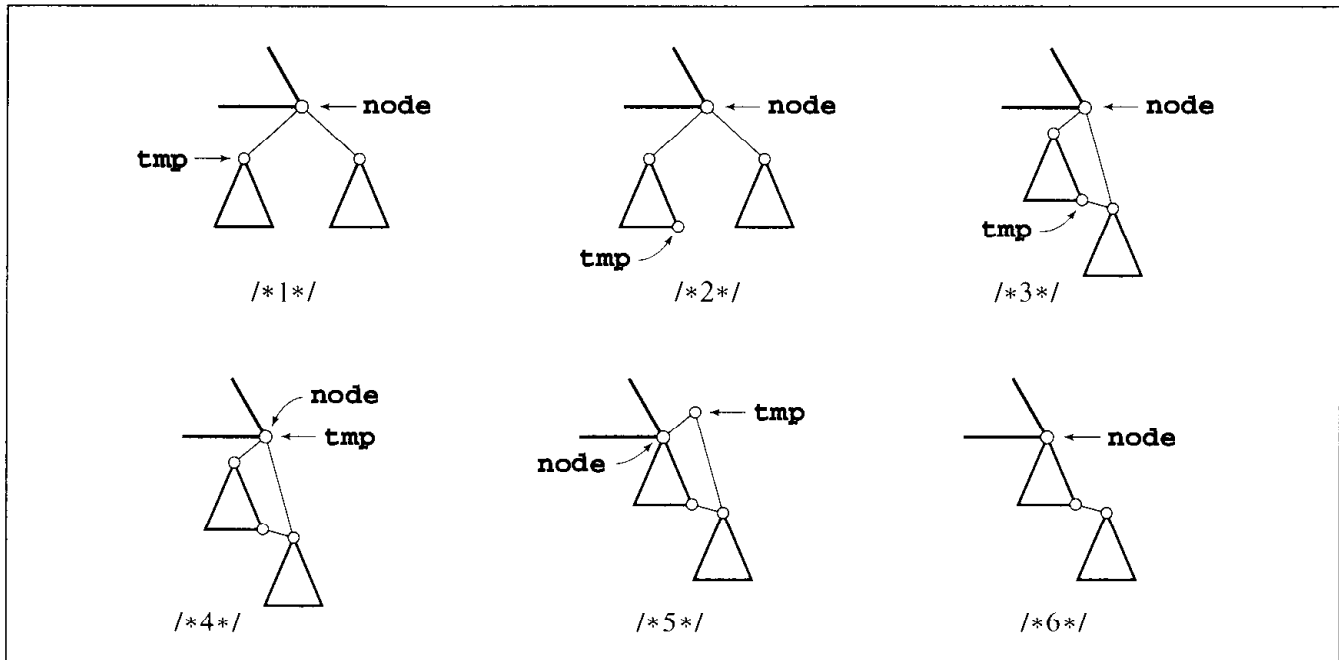 node
tmp
/*1*/
node
tmp
/*2*/
node
tmp
/*3*/
node
tmp
/*4*/
tmp
node
/*5*/
node
/*6*/